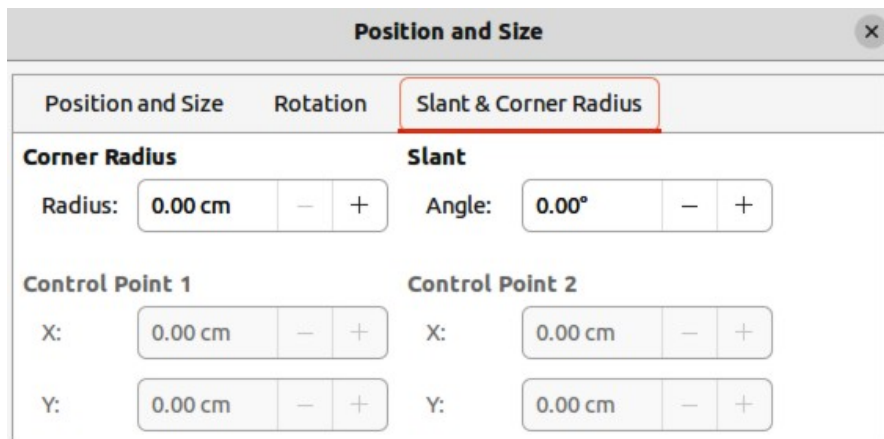 Position and Size
Position and Size Rotation Slant & Corner Radius
Corner Radius Slant
Radius: 0.00 cm Angle: 0.00°
Control Point 1 Control Point 2
X: 0.00 cm X: 0.00 cm
Y: 0.00 cm Y: 0.00 cm